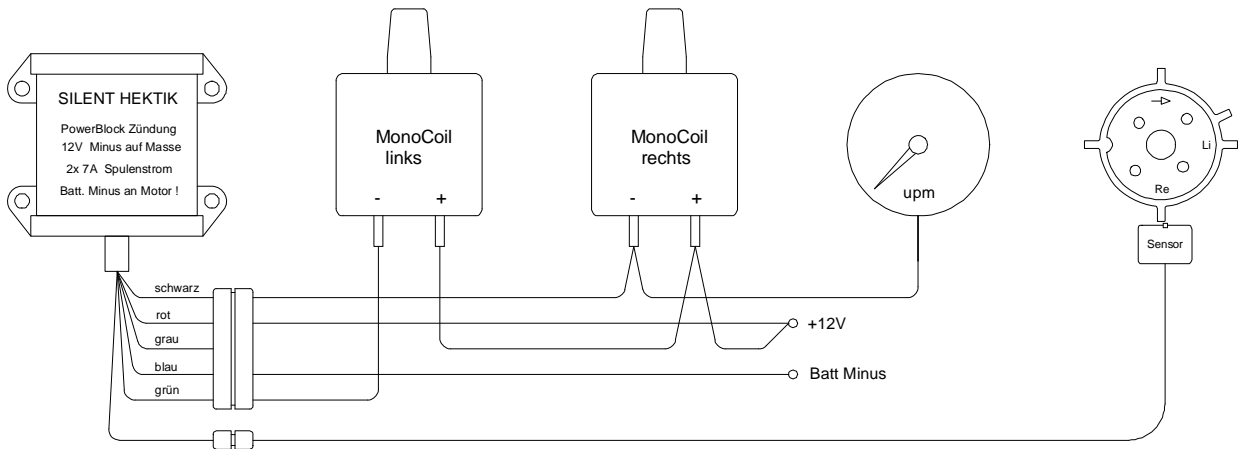 SILENT HEKTIK
PowerBlock Zündung
12V Minus auf Masse
2x 7A Spulenstrom
Batt. Minus an Motor !
MonoCoil
links
- +
MonoCoil
rechts
- +
upm
Li
Re
Sensor
schwarz
rot
grau
blau
grün
+12V
Batt Minus